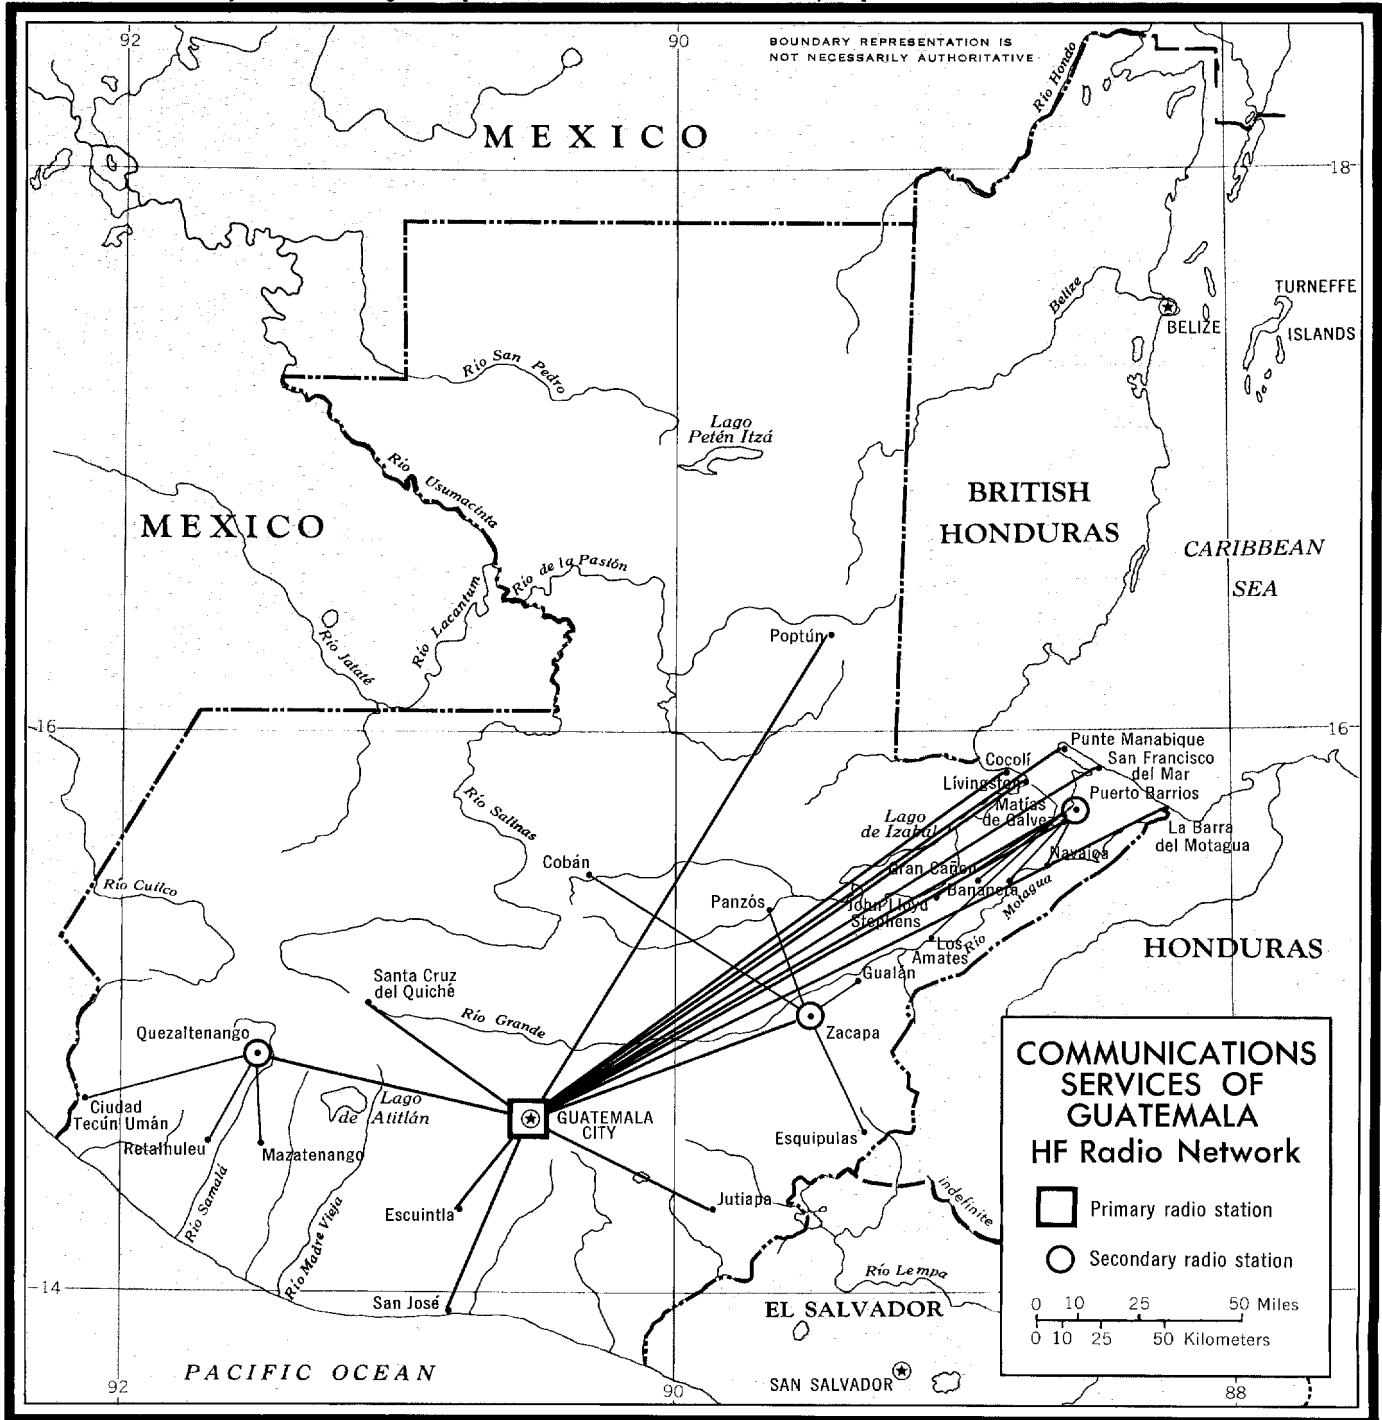 92
90
BOUNDARY REPRESENTATION IS
NOT NECESSARILY AUTHORITATIVE
Río Hondo
MEXICO
18
Belize
TURNEFFE
ISLANDS
BELIZE
Río San Pedro
Lago
Petén Itzá
Río Usumacinta
MEXICO
BRITISH
HONDURAS
CARIBBEAN
SEA
Río de la Pasión
Río Lacantum
Río Jataté
Poptún
16
16
Punte Manabique
Cocolí
San Francisco
del Mar
Lívingston
Puerto Barrios
Matías
de Gálvez
Río Salinas
Lago
de Izabal
La Barra
del Motagua
Navajoa
Cobán
Gran Cañon
Bananera
Río Cuilco
Panzós
John Lloyd
Stephens
Río Motagua
Los
Amates
HONDURAS
Gualán
Santa Cruz
del Quiché
Río Grande
Zacapa
Quezaltenango
Lago
de Atitlán
Ciudad
Tecún Umán
GUATEMALA
CITY
Retalhuleu
Mazatenango
Esquipulas
Río Samalá
Río Madre Vieja
Escuintla
Jutiapa
indefinite
San José
Río Lempa
14
EL SALVADOR
PACIFIC OCEAN
SAN SALVADOR
92
90
88
COMMUNICATIONS
SERVICES OF
GUATEMALA
HF Radio Network
Primary radio station
Secondary radio station
0 10 25 50 Miles
0 10 25 50 Kilometers